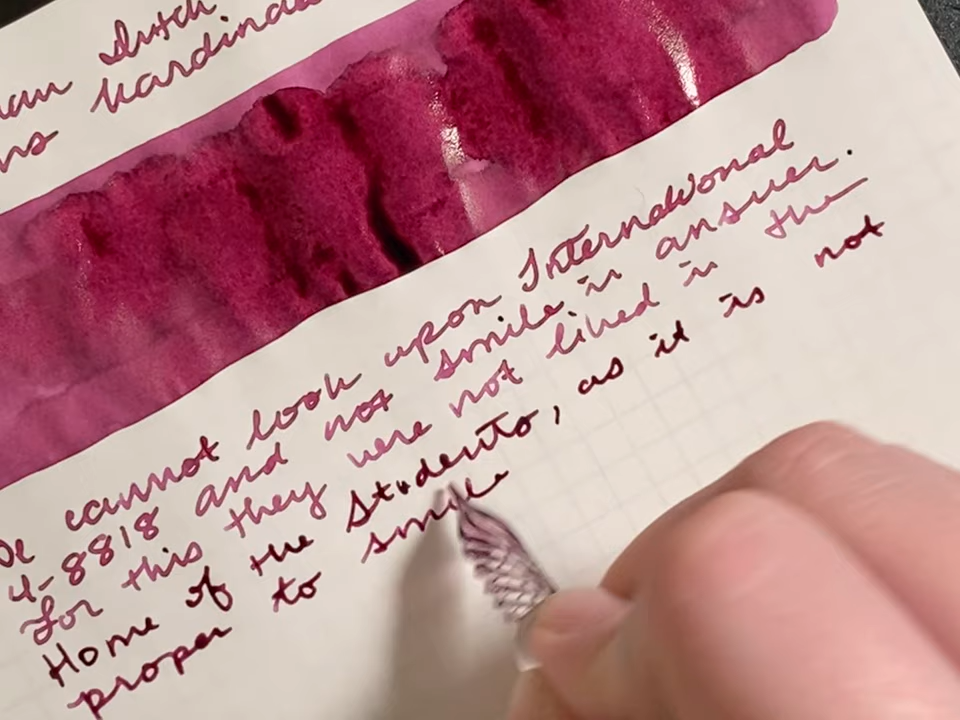 Dutch
Kardinaal
We cannot look upon International
4-8818 and not smile in answer.
For this they were not liked in the
Home of the Students, as it is not
proper to smile